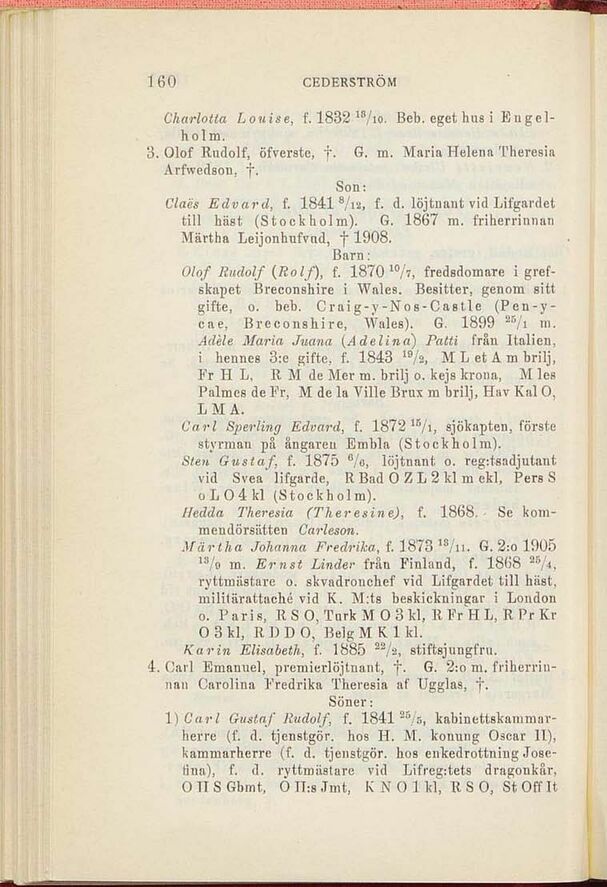 160 CEDERSTRÖM
Charlotta Louise, f. 1832 18/10. Beb. eget hus i Engel-
holm.
3. Olof Rudolf, öfverste, †. G. m. Maria Helena Theresia
Arfwedson, †.
Son:
Claës Edvard, f. 1841 8/12, f. d. löjtnant vid Lifgardet
till häst (Stockholm). G. 1867 m. friherrinnan
Märtha Leijonhufvud, † 1908.
Barn:
Olof Rudolf (Rolf), f. 1870 10/7, fredsdomare i gref-
skapet Breconshire i Wales. Besitter, genom sitt
gifte, o. beb. Craig-y-Nos-Castle (Pen-y-
cae, Breconshire, Wales). G. 1899 25/1 m.
Adèle Maria Juana (Adelina) Patti från Italien,
i hennes 3:e gifte, f. 1843 19/2, M L et A m brilj,
Fr H L, R M de Mer m. brilj o. kejs krona, M les
Palmes de Fr, M de la Ville Brux m brilj, Hav Kal O,
L M A.
Carl Sperling Edvard, f. 1872 15/1, sjökapten, förste
styrman på ångaren Embla (Stockholm).
Sten Gustaf, f. 1875 6/6, löjtnant o. reg:tsadjutant
vid Svea lifgarde, R Bad O Z L 2 kl m ekl, Pers S
o L O 4 kl (Stockholm).
Hedda Theresia (Theresine), f. 1868. Se kom-
mendörsätten Carleson.
Märtha Johanna Fredrika, f. 1873 13/11. G. 2:o 1905
13/9 m. Ernst Linder från Finland, f. 1868 25/4,
ryttmästare o. skvadronchef vid Lifgardet till häst,
militärattaché vid K. M:ts beskickningar i London
o. Paris, R S O, Turk M O 3 kl, R Fr H L, R Pr Kr
O 3 kl, R D D O, Belg M K 1 kl.
Karin Elisabeth, f. 1885 22/2, stiftsjungfru.
4. Carl Emanuel, premierlöjtnant, †. G. 2:o m. friherrin-
nan Carolina Fredrika Theresia af Ugglas, †.
Söner:
1) Carl Gustaf Rudolf, f. 1841 25/5, kabinettskammar-
herre (f. d. tjenstgör. hos H. M. konung Oscar II),
kammarherre (f. d. tjenstgör. hos enkedrottning Jose-
fina), f. d. ryttmästare vid Lifreg:tets dragonkår,
O II S Gbmt, O II:s Jmt, K N O 1 kl, R S O, St Off It